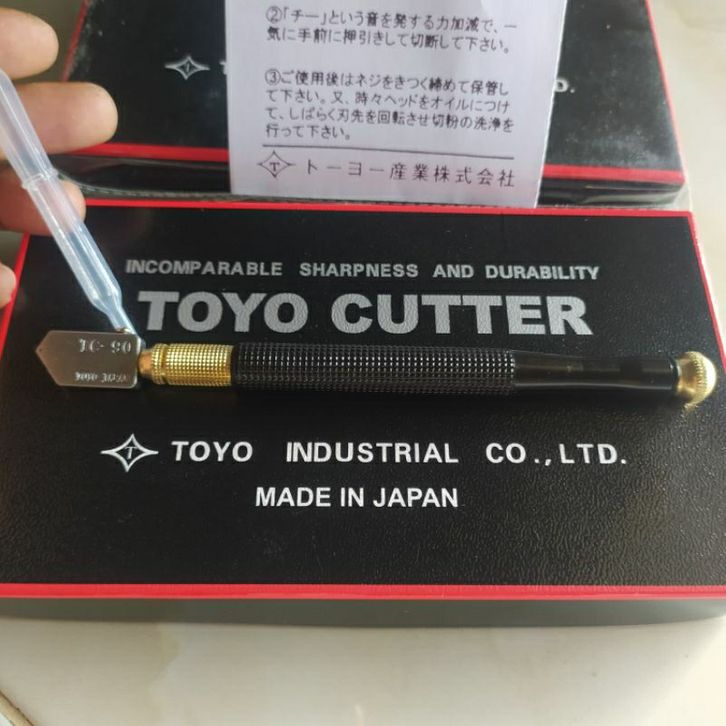 ②「チー」という音を発する力加減で、一
気に手前に押引きして切断して下さい。
③ご使用後はネジをきつく締めて保管し
て下さい。又、時々ヘッドをオイルにつけ
て、しばらく刃先を回転させ切粉の洗浄を
行って下さい。
T トーヨー産業株式会社
INCOMPARABLE SHARPNESS AND DURABILITY
TOYO CUTTER
TC-90
TOYO JAPAN
T TOYO INDUSTRIAL CO.,LTD.
MADE IN JAPAN